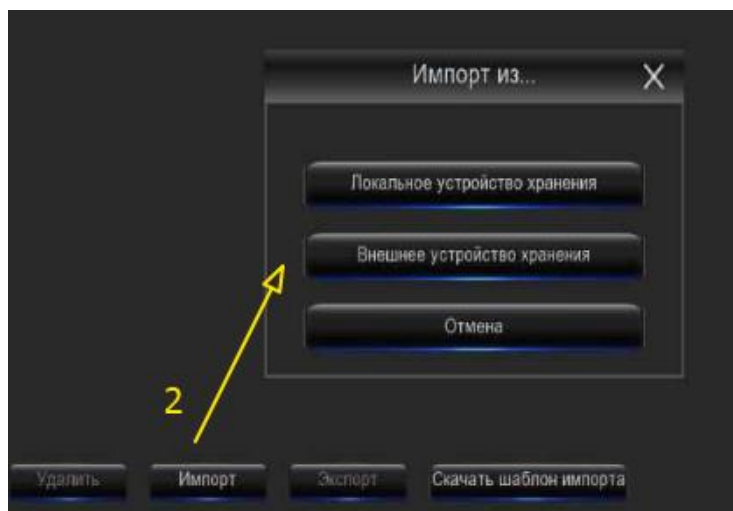 Импорт из... X
Локальное устройство хранения
Внешнее устройство хранения
Отмена
2
Удалить Импорт Экспорт Скачать шаблон импорта